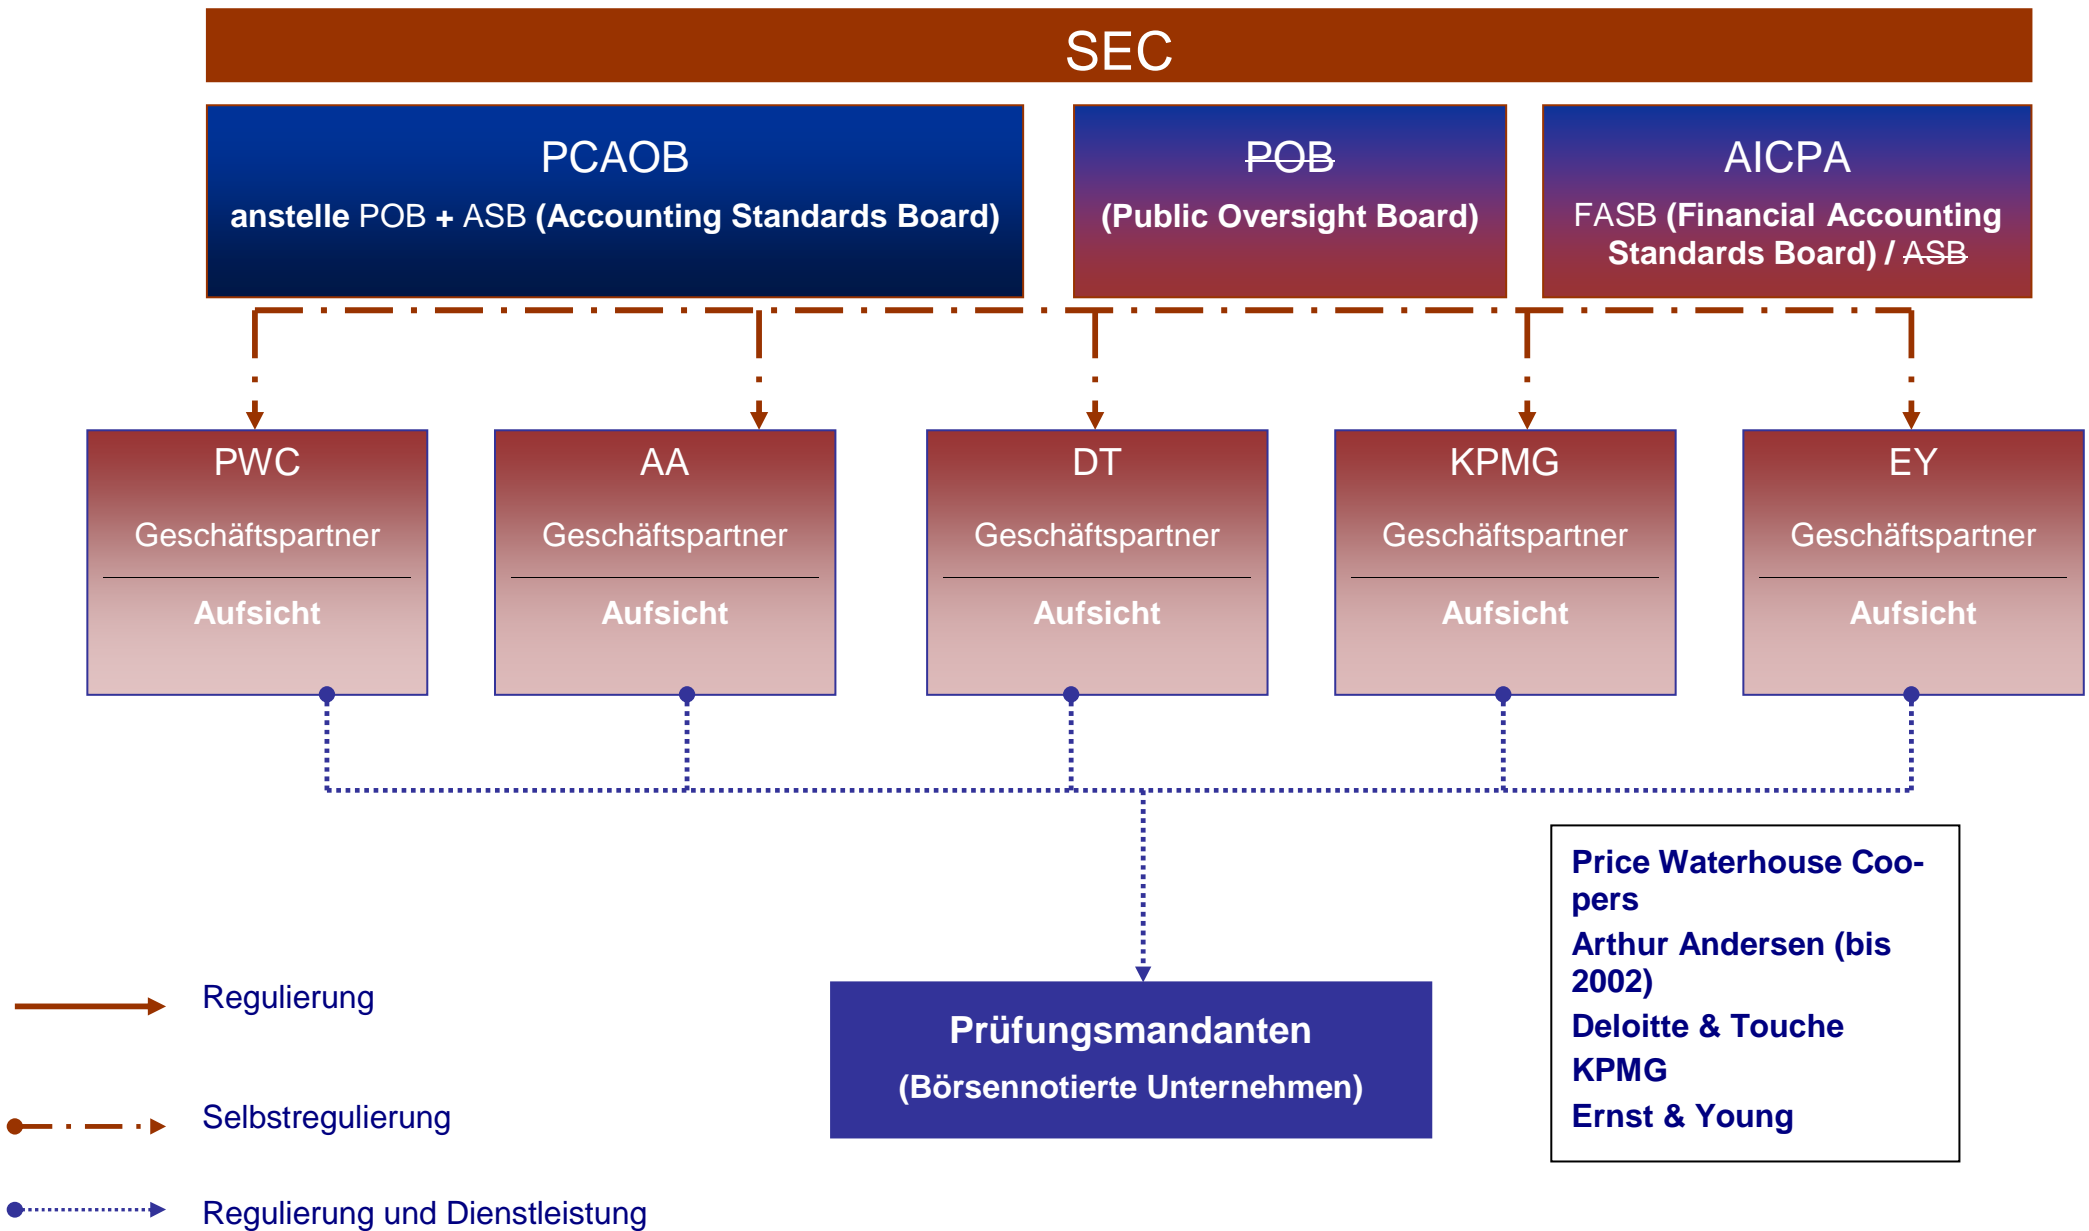 SEC
PCAOB
anstelle POB + ASB (Accounting Standards Board)
POB
(Public Oversight Board)
AICPA
FASB (Financial Accounting
Standards Board) / ASB
PWC
Geschäftspartner
Aufsicht
AA
Geschäftspartner
Aufsicht
DT
Geschäftspartner
Aufsicht
KPMG
Geschäftspartner
Aufsicht
EY
Geschäftspartner
Aufsicht
Price Waterhouse Coo-
pers
Arthur Andersen (bis
2002)
Deloitte & Touche
KPMG
Ernst & Young
Prüfungsmandanten
(Börsennotierte Unternehmen)
Regulierung
Selbstregulierung
Regulierung und Dienstleistung